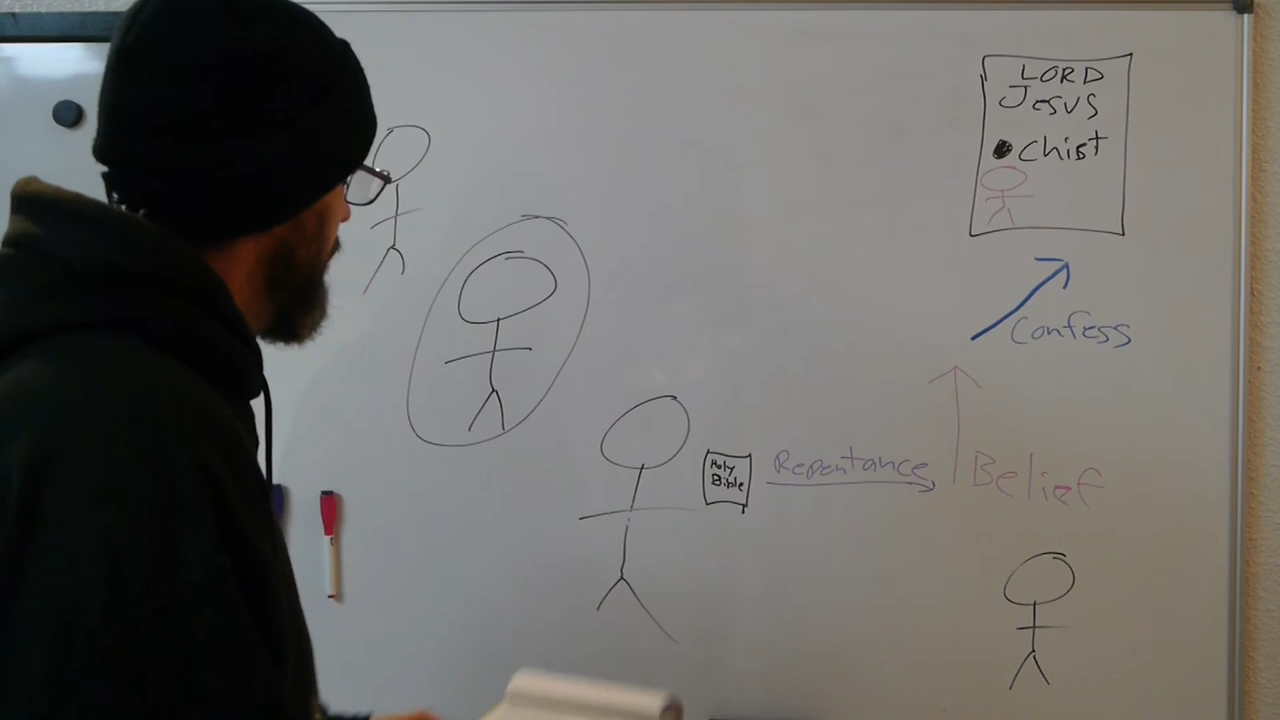 LORD
Jesus
Chist
Confess
Repentance
Belief
Holy
Bible